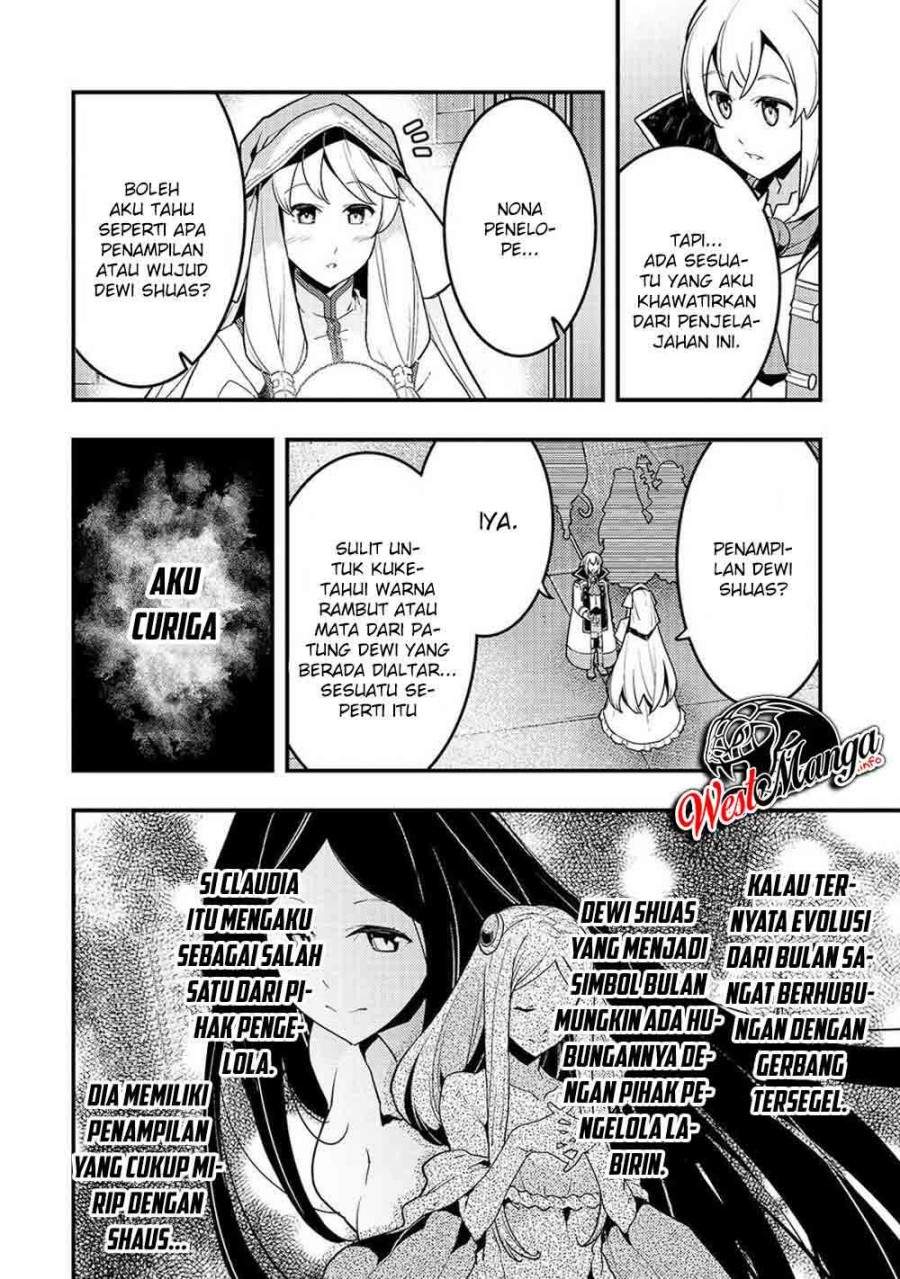 TAPI...
ADA SESUA-
TU YANG AKU
KHAWATIRKAN
DARI PENJELA-
JAHAN INI.
NONA
PENELO-
PE...
BOLEH
AKU TAHU
SEPERTI APA
PENAMPILAN
ATAU WUJUD
DEWI SHUAS?
PENAMPI-
LAN DEWI
SHUAS?
IYA.
SULIT UN-
TUK KUKE-
TAHUI WARNA
RAMBUT ATAU
MATA DARI PA-
TUNG DEWI YANG
BERADA DIALTAR...
SESUATU SE-
PERTI ITU
AKU
CURIGA
WestManga
.info
KALAU TER-
NYATA EVOLUSI
DARI BULAN SA-
NGAT BERHUBU-
NGAN DENGAN
GERBANG
TERSEGEL.
DEWI SHUAS
YANG MENJADI
SIMBOL BULAN
MUNGKIN ADA HU-
BUNGANNYA DE-
NGAN PIHAK PE-
NGELOLA LA-
BIRIN.
SI CLAUDIA
ITU MENGAKU
SEBAGAI SALAH
SATU DARI PI-
HAK PENGE-
LOLA.
DIA MEMILIKI
PENAMPILAN
YANG CUKUP MI-
RIP DENGAN
SHAUS...